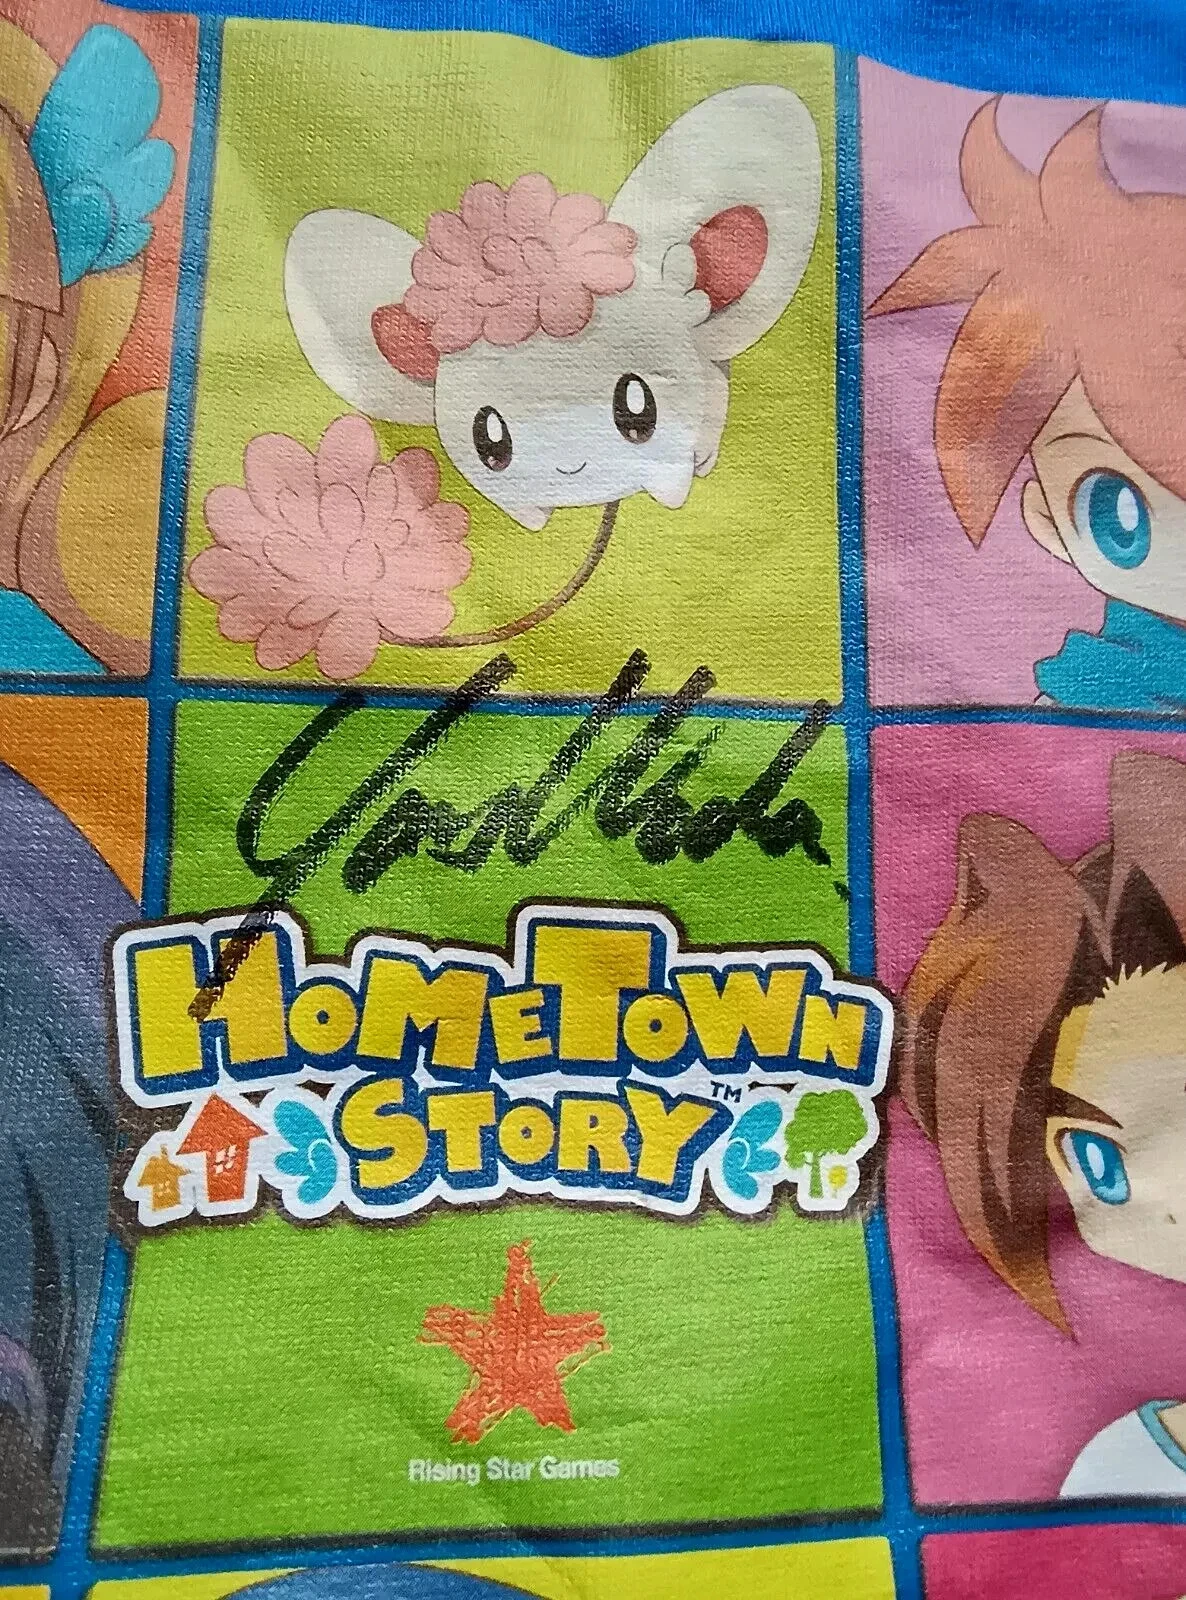 HOMETOWN
STORY™
Rising Star Games